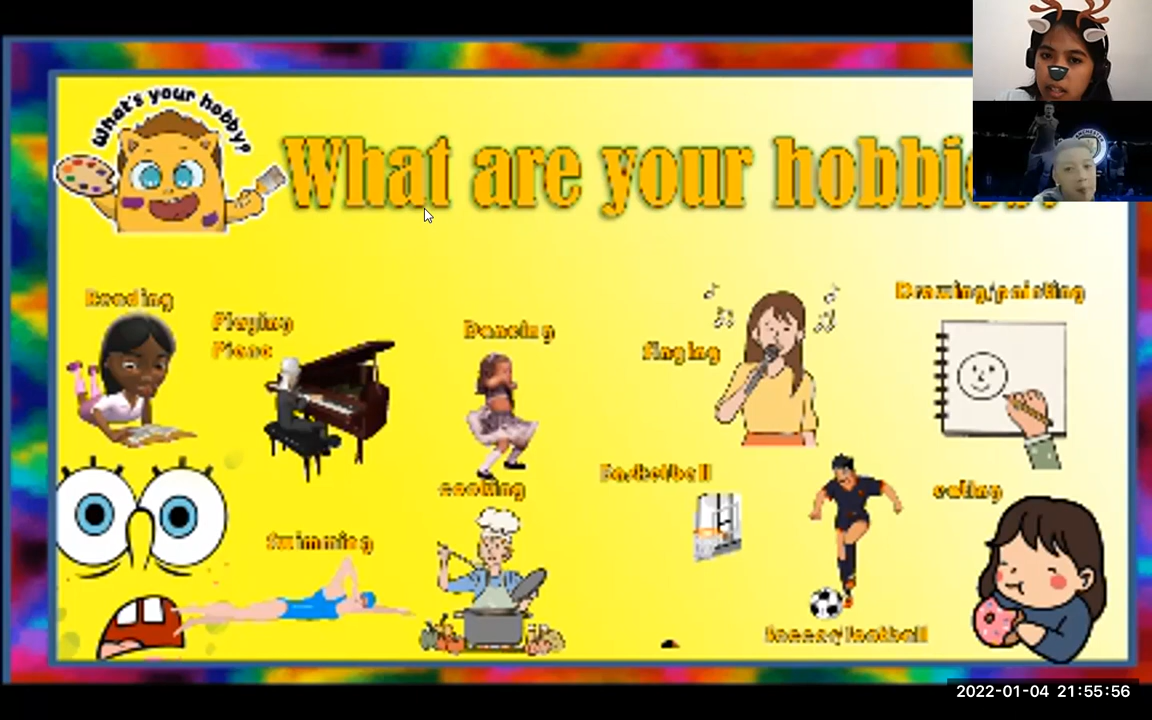 What's your hobby?
What are your hobbies?
Reading
Playing
Piano
Dancing
Singing
Drawing/painting
cooking
Basketball
eating
Swimming
Soccer/football
2022-01-04 21:55:56